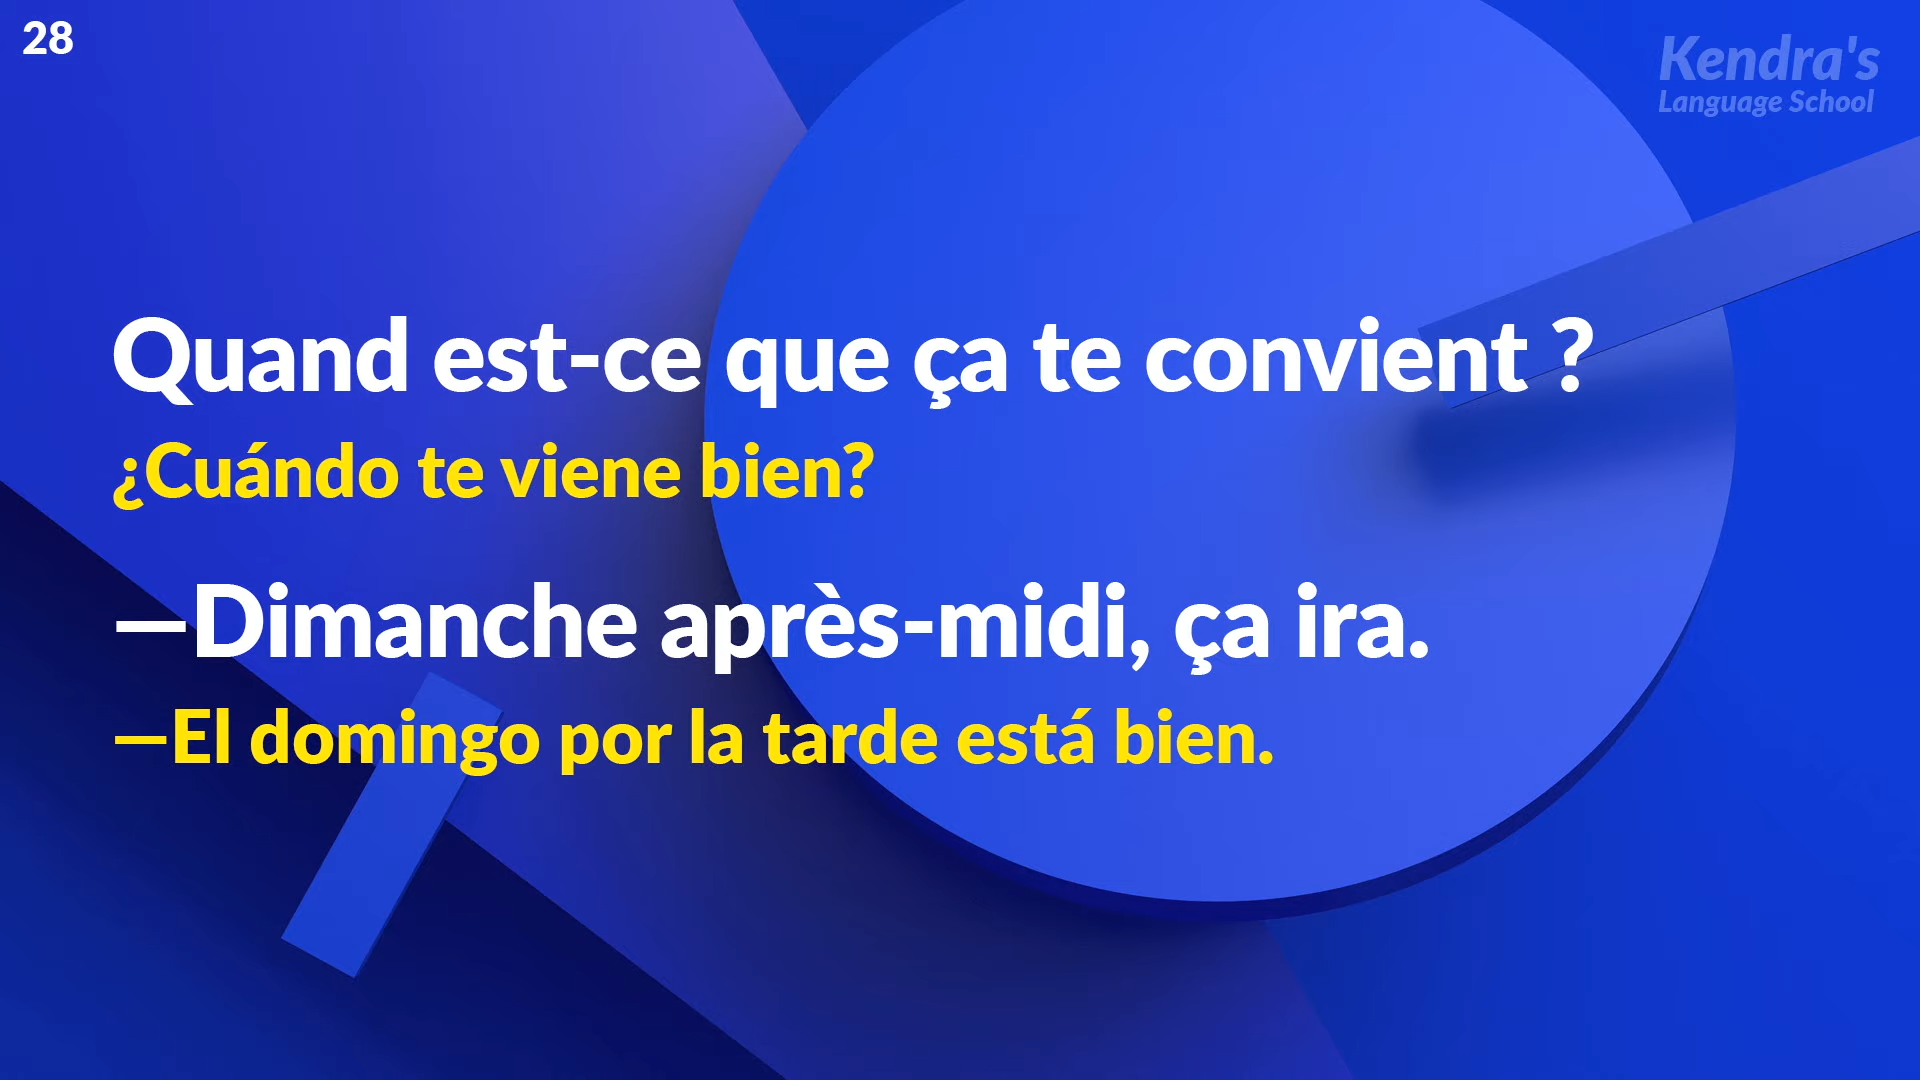 28
Kendra's
Language School
Quand est-ce que ça te convient ?
¿Cuándo te viene bien?
—Dimanche après-midi, ça ira.
—El domingo por la tarde está bien.